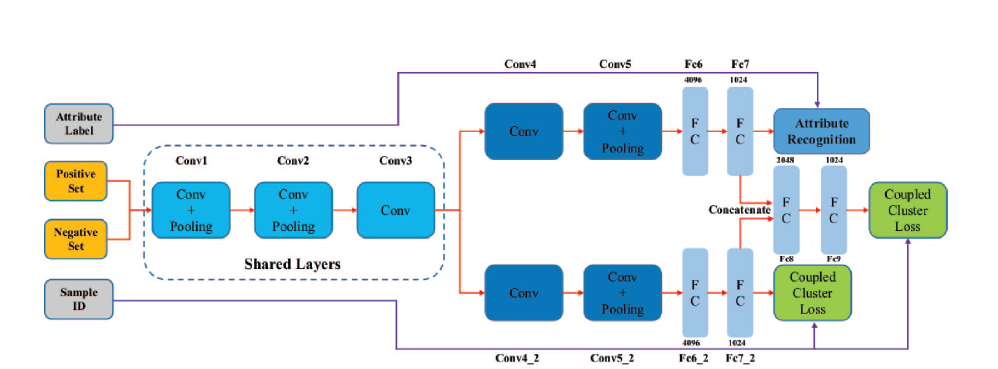 Conv4
Conv5
Fc6
Fc7
4096
1024
Attribute
Label
Conv
Conv
+
Pooling
F
C
F
C
Attribute
Recognition
Positive
Set
Negative
Set
Conv1
Conv2
Conv3
Conv
+
Pooling
Conv
+
Pooling
Conv
Shared Layers
Concatenate
2048
1024
F
C
F
C
Fc8
Fc9
Coupled
Cluster
Loss
Sample
ID
Conv
Conv
+
Pooling
F
C
F
C
Coupled
Cluster
Loss
4096
1024
Conv4_2
Conv5_2
Fc6_2
Fc7_2